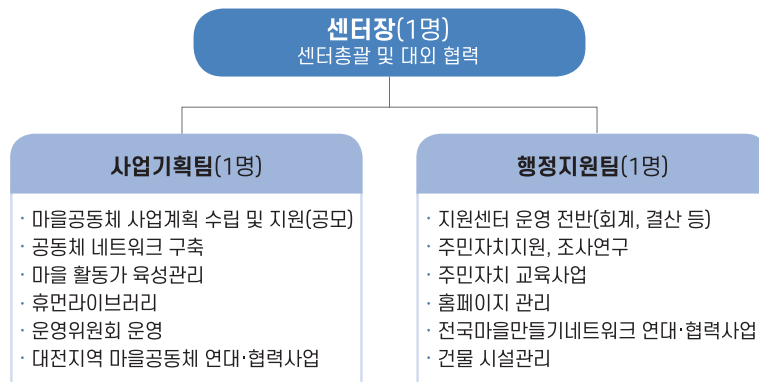 센터장(1명)
센터총괄 및 대외 협력
사업기획팀(1명)
· 마을공동체 사업계획 수립 및 지원(공모)
· 공동체 네트워크 구축
· 마을 활동가 육성관리
· 휴먼라이브러리
· 운영위원회 운영
· 대전지역 마을공동체 연대·협력사업
행정지원팀(1명)
· 지원센터 운영 전반(회계, 결산 등)
· 주민자치지원, 조사연구
· 주민자치 교육사업
· 홈페이지 관리
· 전국마을만들기네트워크 연대·협력사업
· 건물 시설관리